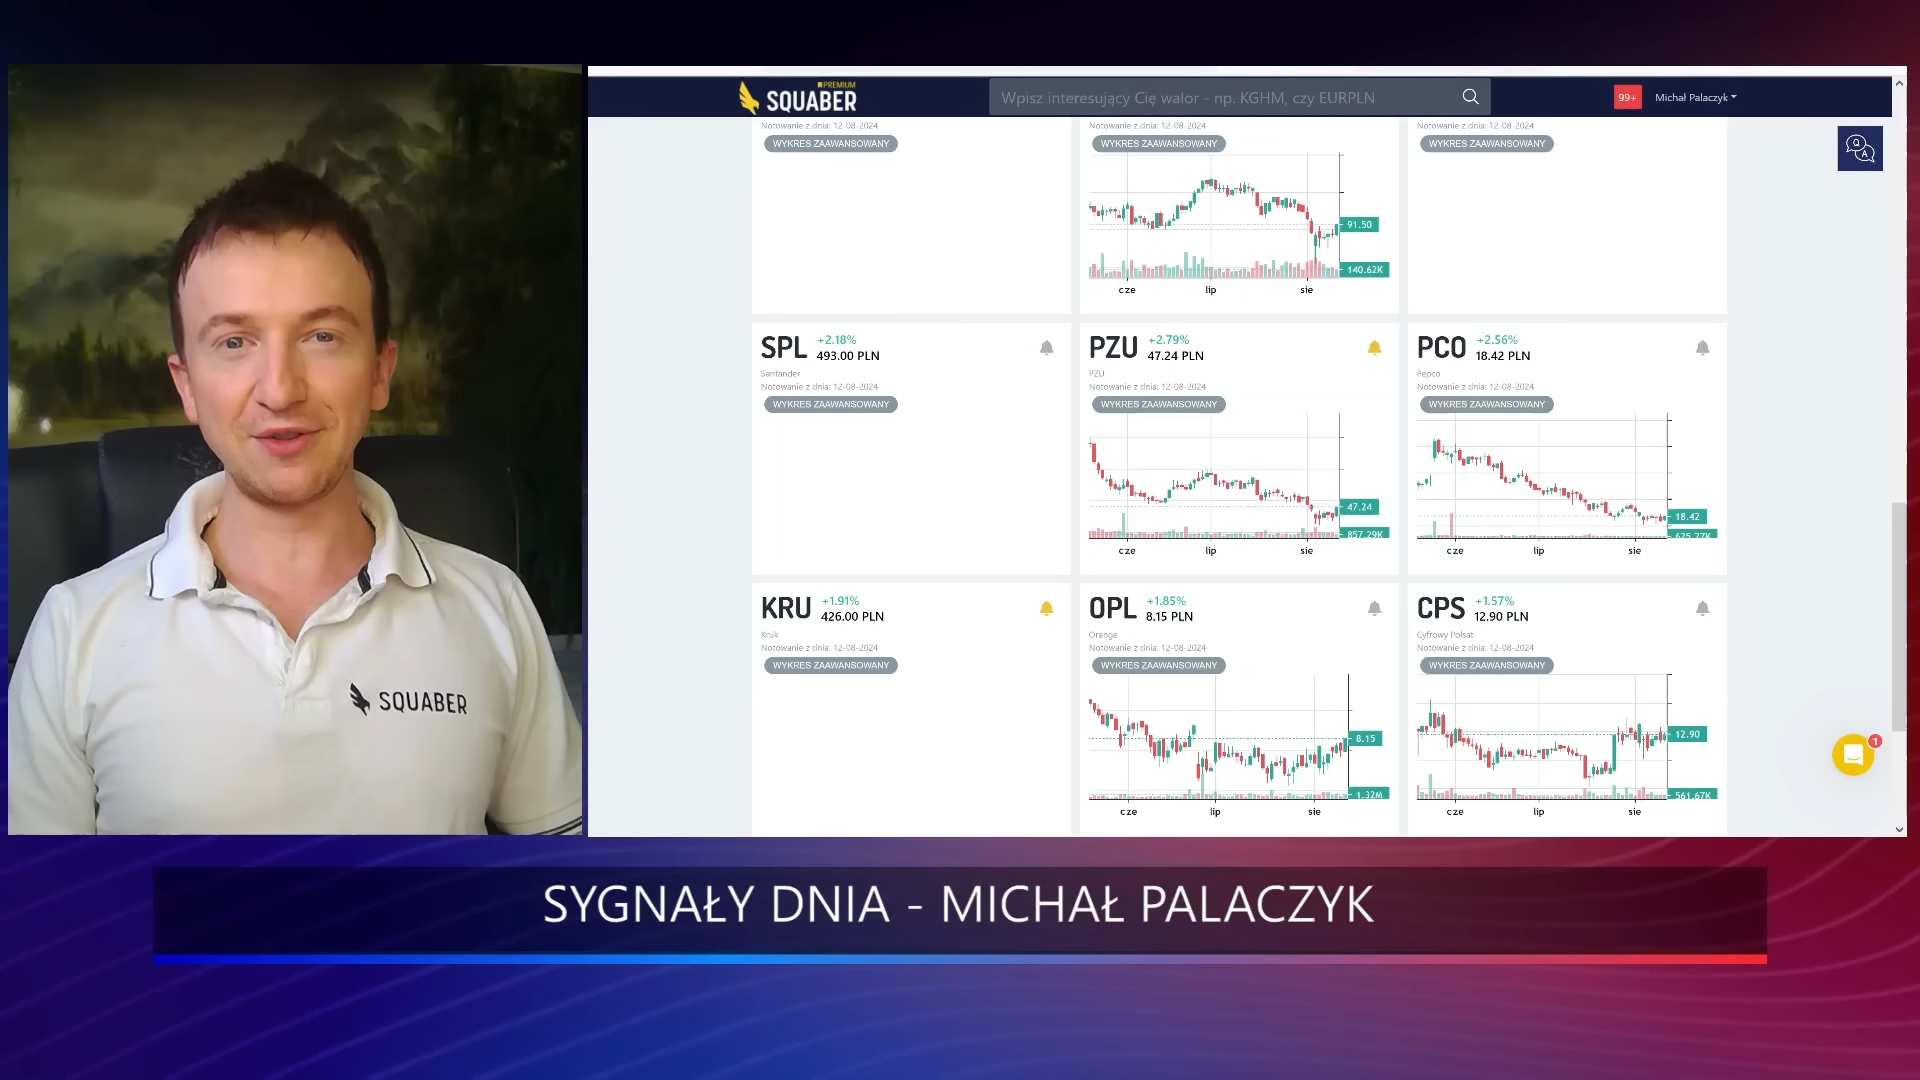 PREMIUM
SQUABER
Wpisz interesujący Cię walor - np. KGHM, czy EURPLN
99+
Michał Palaczyk
Notowanie z dnia: 12-08-2024
WYKRES ZAAWANSOWANY
Notowanie z dnia: 12-08-2024
WYKRES ZAAWANSOWANY
91.50
140.62K
cze lip sie
Notowanie z dnia: 12-08-2024
WYKRES ZAAWANSOWANY
Q
A
SPL +2.18%
493.00 PLN
Santander
Notowanie z dnia: 12-08-2024
WYKRES ZAAWANSOWANY
PZU +2.79%
47.24 PLN
PZU
Notowanie z dnia: 12-08-2024
WYKRES ZAAWANSOWANY
47.24
857.29K
cze lip sie
PCO +2.56%
18.42 PLN
Pepco
Notowanie z dnia: 12-08-2024
WYKRES ZAAWANSOWANY
18.42
625.27K
cze lip sie
KRU +1.91%
426.00 PLN
Kruk
Notowanie z dnia: 12-08-2024
WYKRES ZAAWANSOWANY
OPL +1.85%
8.15 PLN
Orange
Notowanie z dnia: 12-08-2024
WYKRES ZAAWANSOWANY
8.15
1.32M
cze lip sie
CPS +1.57%
12.90 PLN
Cyfrowy Polsat
Notowanie z dnia: 12-08-2024
WYKRES ZAAWANSOWANY
12.90
561.67K
cze lip sie
1
SQUABER
SYGNAŁY DNIA - MICHAŁ PALACZYK